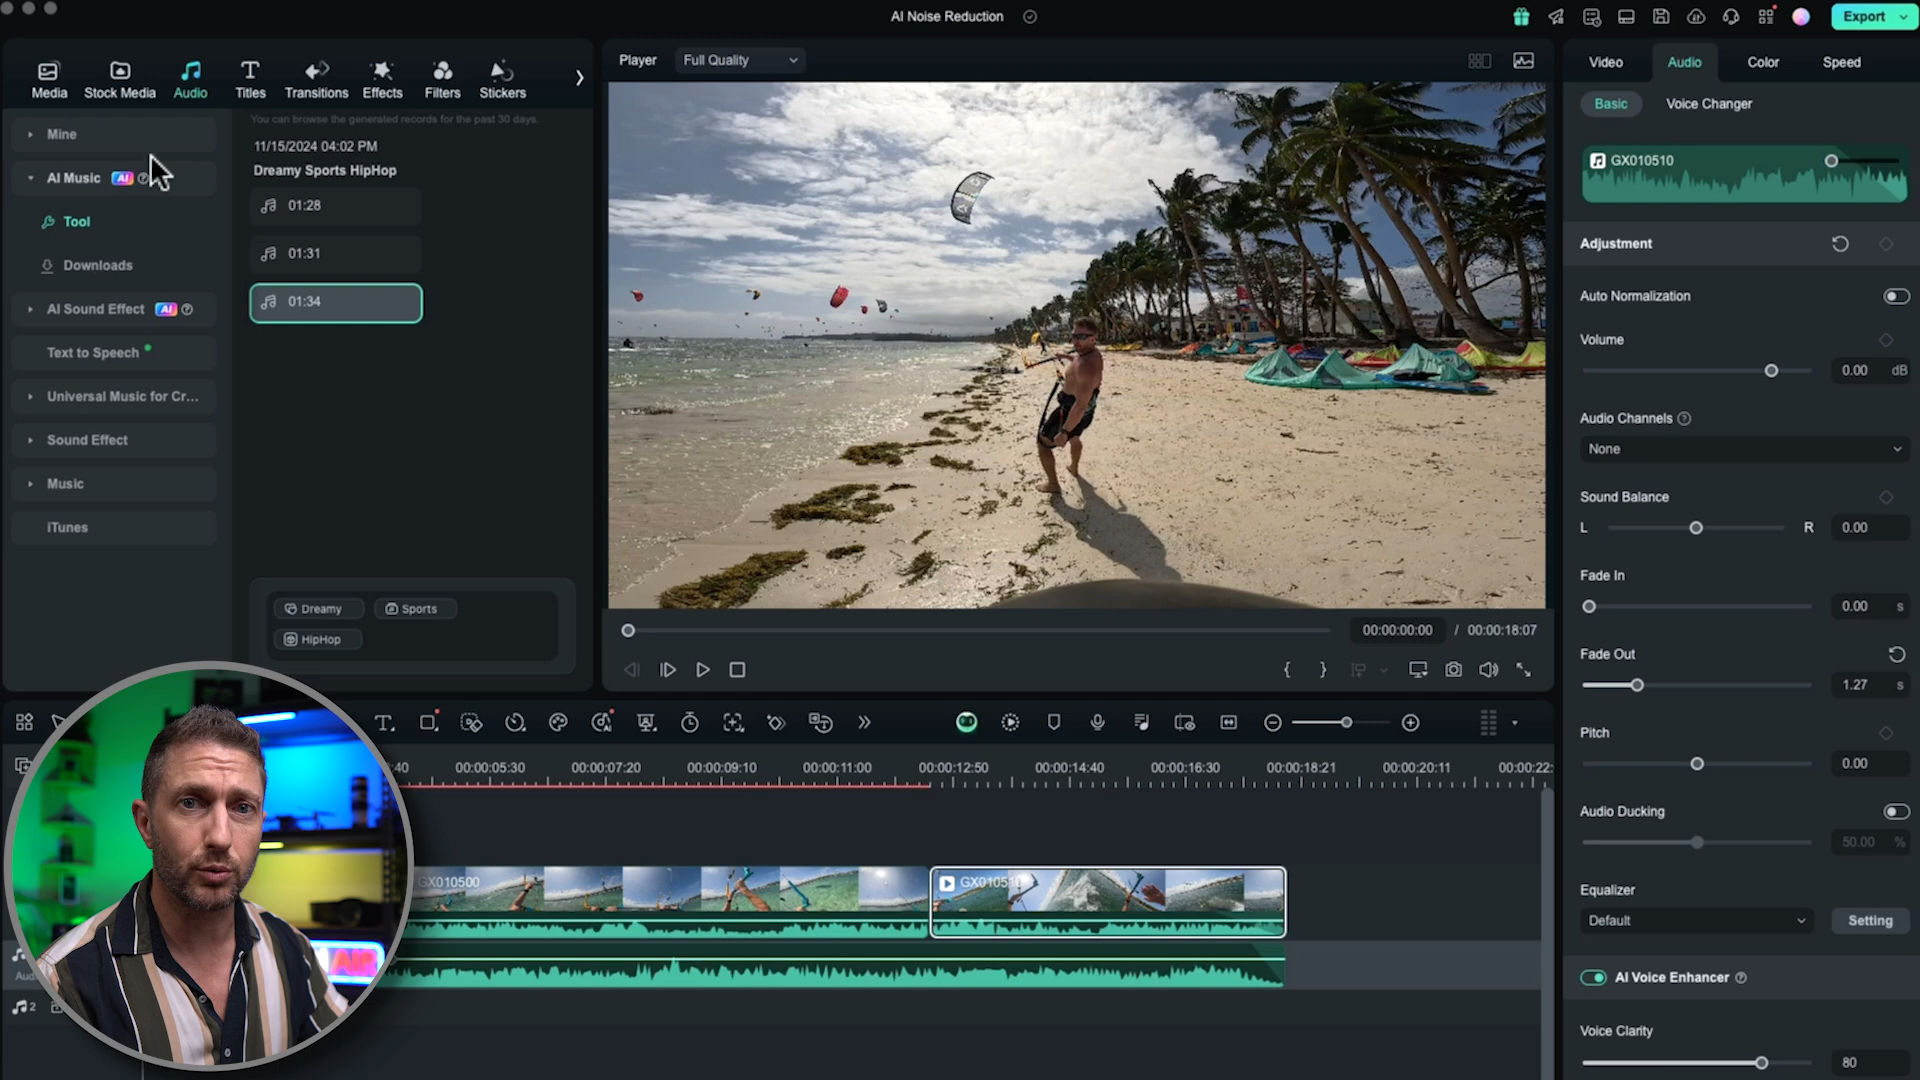 AI Noise Reduction
Export
Media
Stock Media
Audio
Titles
Transitions
Effects
Filters
Stickers
Player
Full Quality
Video
Audio
Color
Speed
Mine
AI Music AI
Tool
Downloads
AI Sound Effect AI
Text to Speech
Universal Music for Cr...
Sound Effect
Music
iTunes
You can browse the generated records for the past 30 days.
11/15/2024 04:02 PM
Dreamy Sports HipHop
01:28
01:31
01:34
Dreamy
Sports
HipHop
00:00:00:00 / 00:00:18:07
Basic
Voice Changer
GX010510
Adjustment
Auto Normalization
Volume
0.00 dB
Audio Channels
None
Sound Balance
L R 0.00
Fade In
0.00 s
Fade Out
1.27 s
Pitch
0.00
Audio Ducking
50.00 %
Equalizer
Default
Setting
AI Voice Enhancer
Voice Clarity
80
:40 00:00:05:30 00:00:07:20 00:00:09:10 00:00:11:00 00:00:12:50 00:00:14:40 00:00:16:30 00:00:18:21 00:00:20:11 00:00:22:
GX010500
GX010510
2
AIR